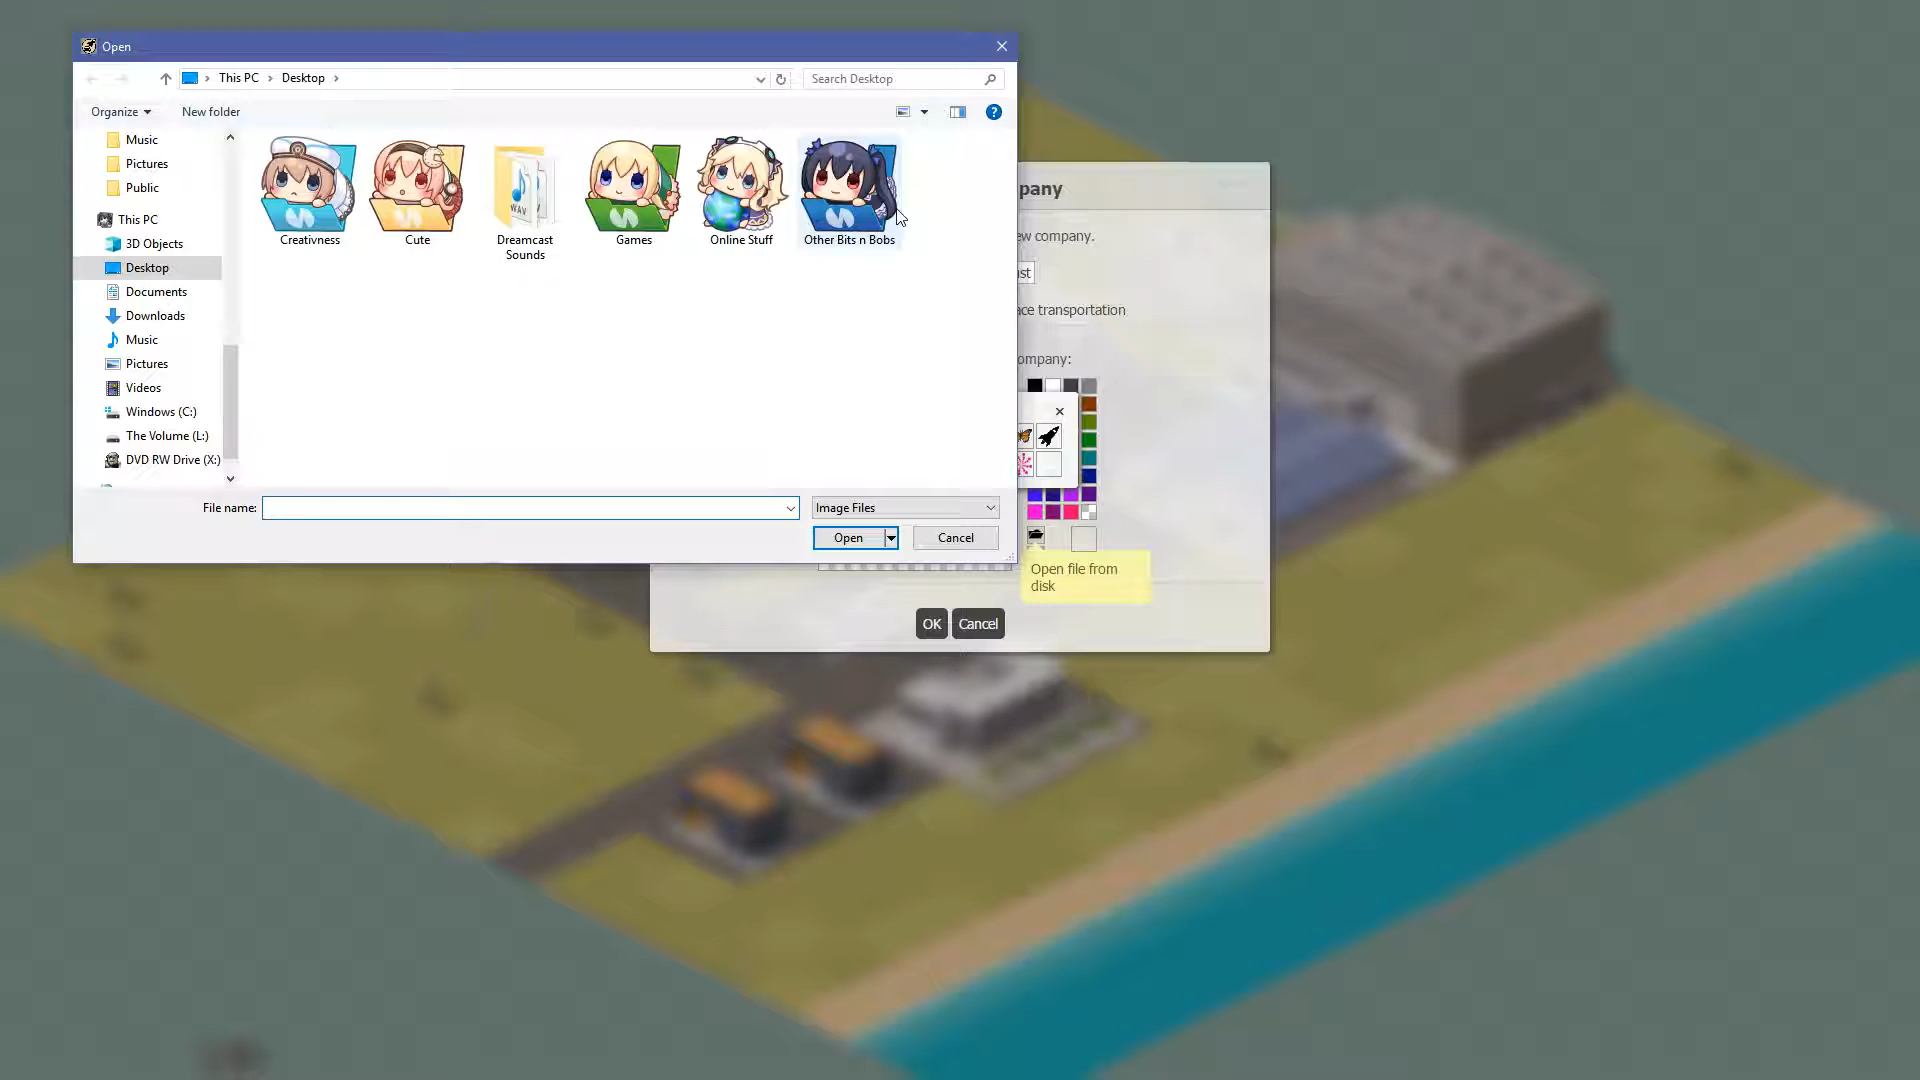 Open
This PC
Desktop
Search Desktop
Organize
New folder
Music
Pictures
Public
This PC
3D Objects
Desktop
Documents
Downloads
Music
Pictures
Videos
Windows (C:)
The Volume (L:)
DVD RW Drive (X:)
Creativness
Cute
WAV
Dreamcast
Sounds
Games
Online Stuff
Other Bits n Bobs
File name:
Image Files
Open
Cancel
pany
ew company.
ust
ace transportation
ompany:
Open file from
disk
OK
Cancel